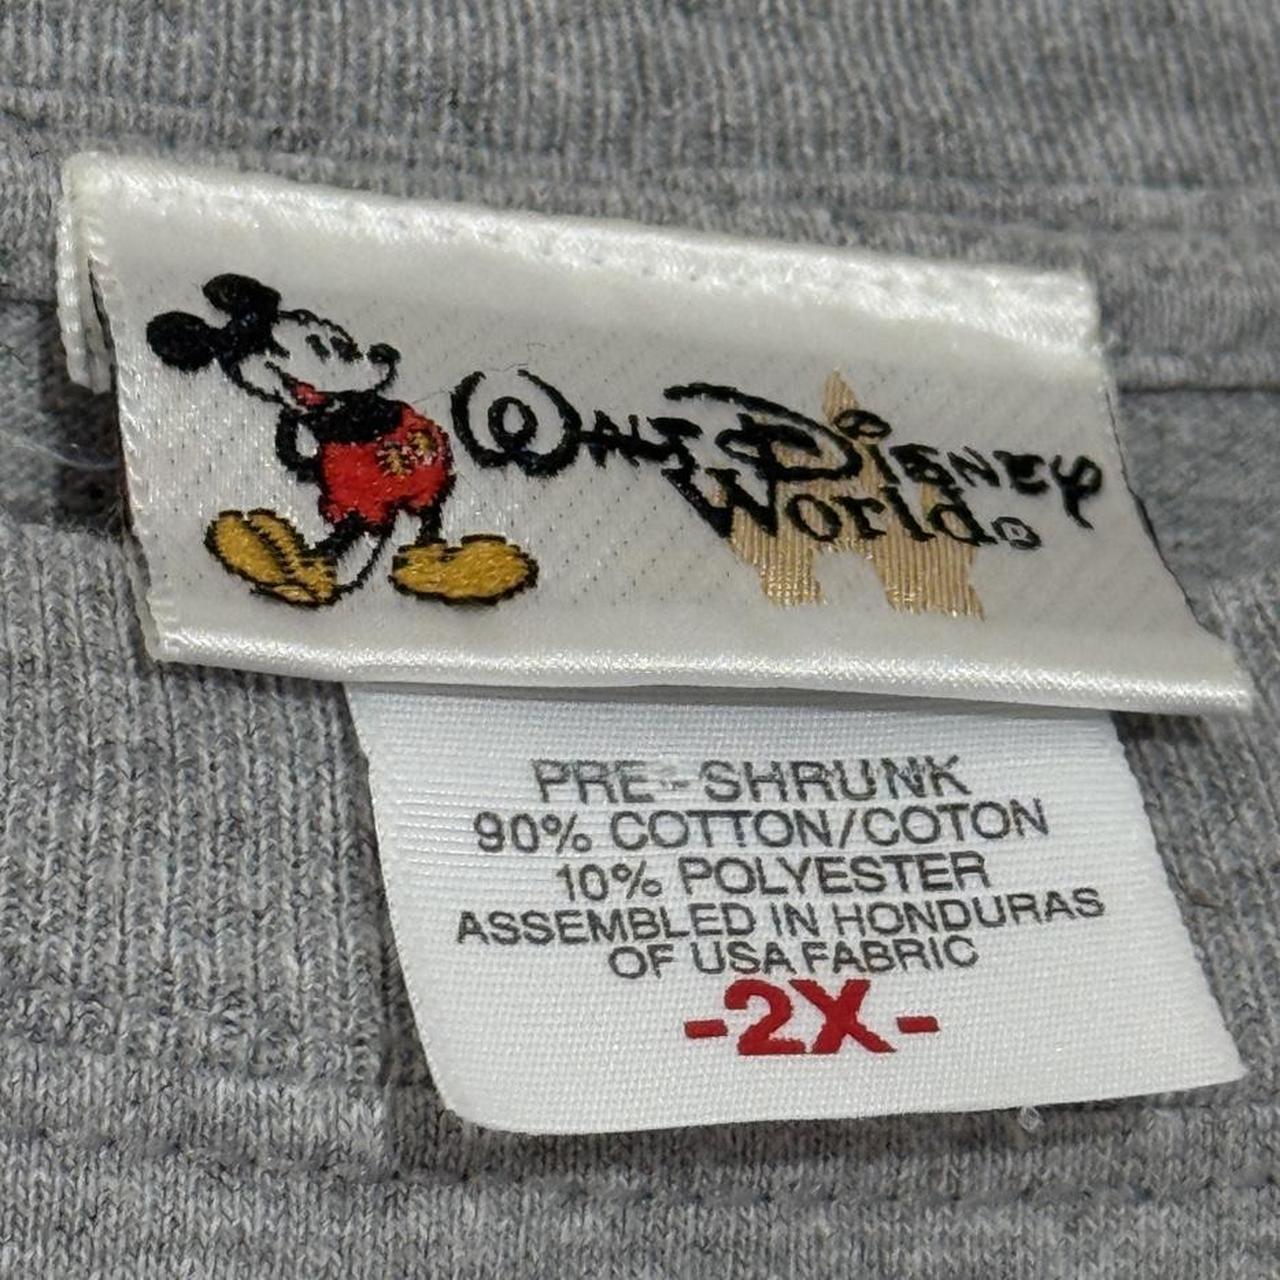 Walt Disney
World®
PRE-SHRUNK
90% COTTON/COTON
10% POLYESTER
ASSEMBLED IN HONDURAS
OF USA FABRIC
-2X-